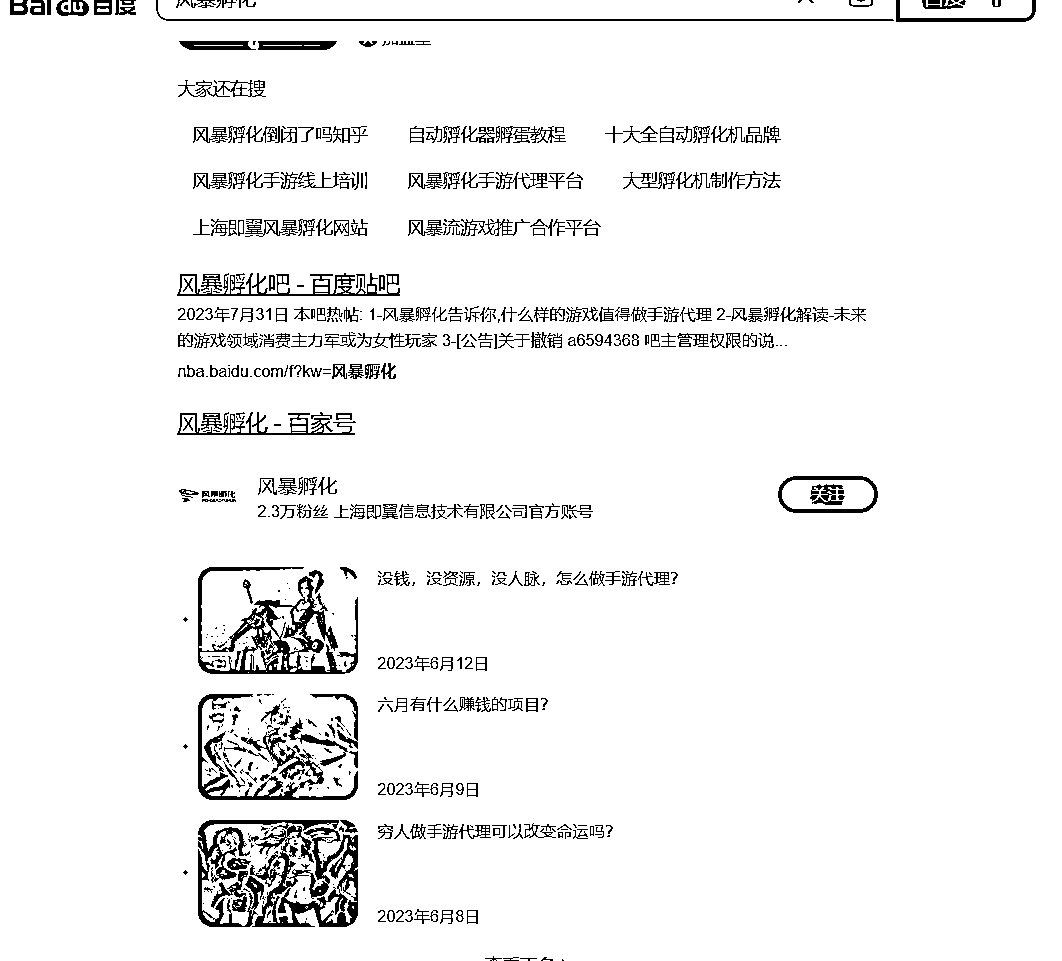 Bai 百度
风暴孵化
百度
加盟星
大家还在搜
风暴孵化倒闭了吗知乎 自动孵化器孵蛋教程 十大全自动孵化机品牌
风暴孵化手游线上培训 风暴孵化手游代理平台 大型孵化机制作方法
上海即翼风暴孵化网站 风暴流游戏推广合作平台
风暴孵化吧 - 百度贴吧
2023年7月31日 本吧热帖: 1-风暴孵化告诉你,什么样的游戏值得做手游代理 2-风暴孵化解读-未来
的游戏领域消费主力军或为女性玩家 3-[公告]关于撤销 a6594368 吧主管理权限的说...
nba.baidu.com/f?kw=风暴孵化
风暴孵化 - 百家号
风暴孵化
风暴孵化
2.3万粉丝 上海即翼信息技术有限公司官方账号
关注
没钱，没资源，没人脉，怎么做手游代理？
2023年6月12日
六月有什么赚钱的项目？
2023年6月9日
穷人做手游代理可以改变命运吗？
2023年6月8日